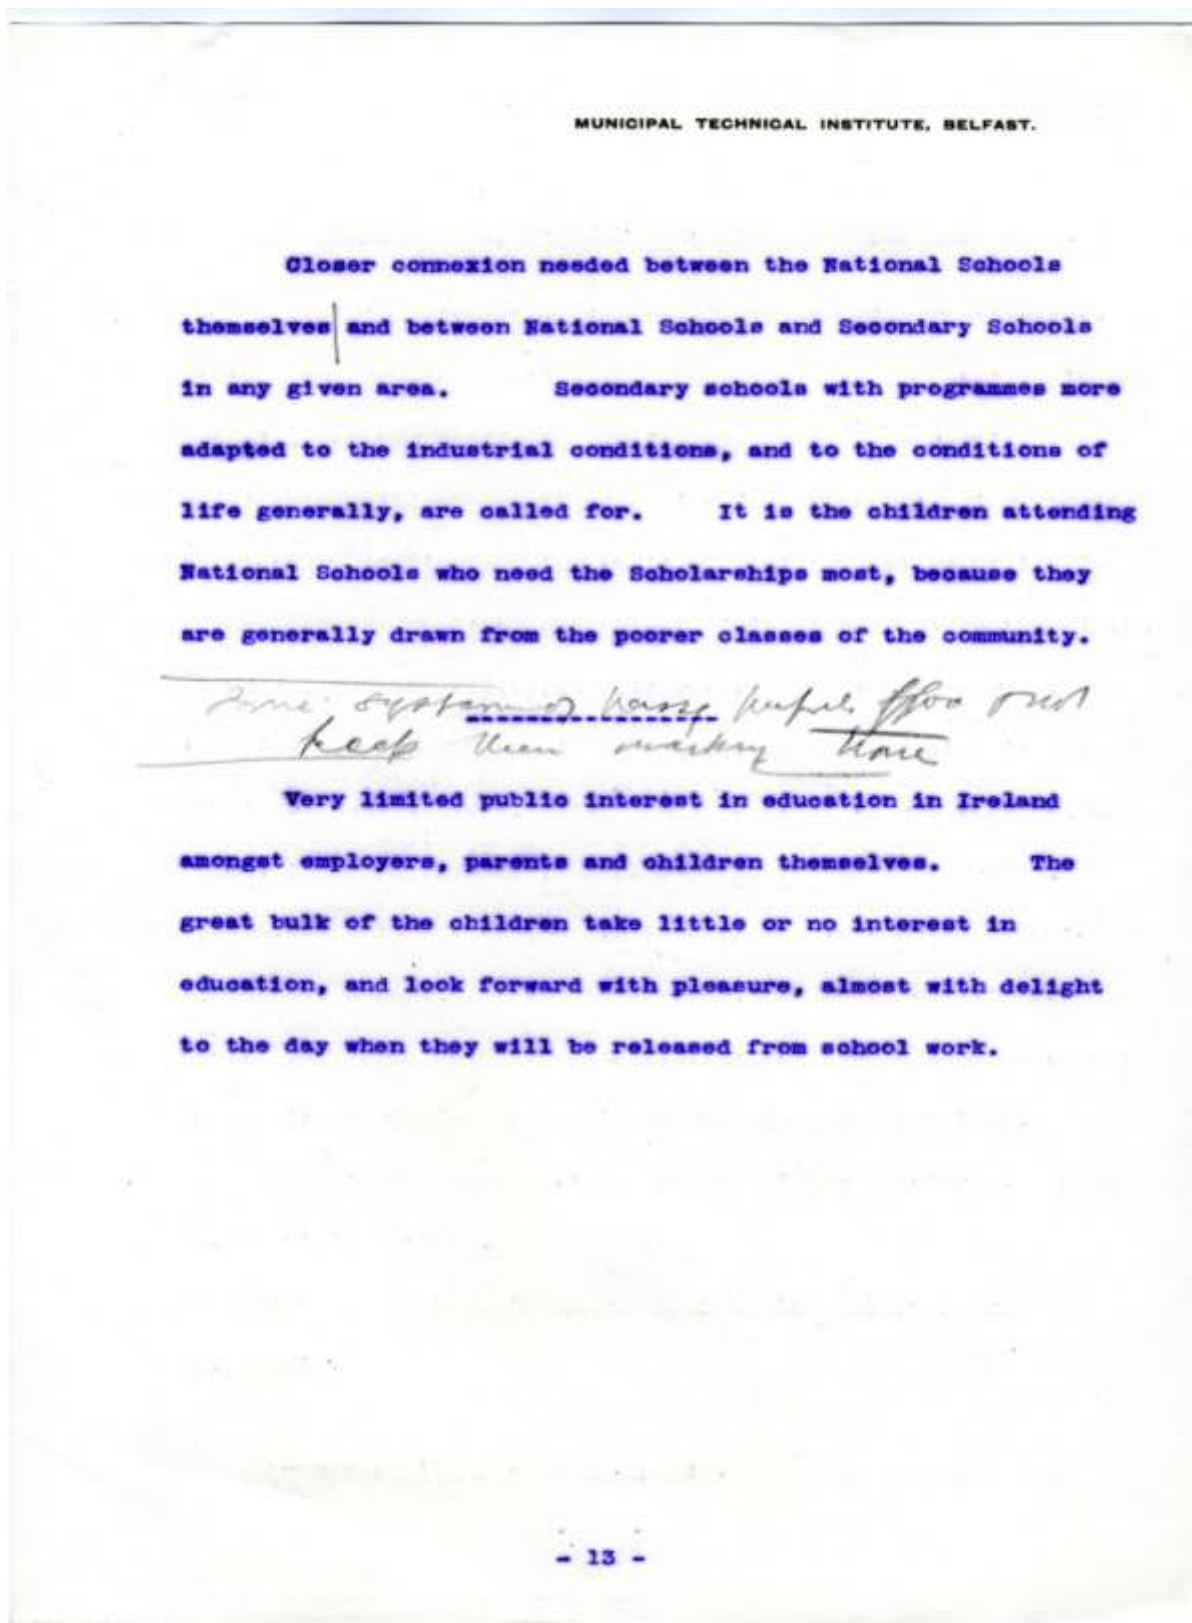 MUNICIPAL TECHNICAL INSTITUTE, BELFAST.
Closer connexion needed between the National Schools
themselves and between National Schools and Secondary Schools
in any given area. Secondary schools with programmes more
adapted to the industrial conditions, and to the conditions of
life generally, are called for. It is the children attending
National Schools who need the Scholarships most, because they
are generally drawn from the poorer classes of the community.
system pupils
keep them
Very limited public interest in education in Ireland
amongst employers, parents and children themselves. The
great bulk of the children take little or no interest in
education, and look forward with pleasure, almost with delight
to the day when they will be released from school work.
- 13 -